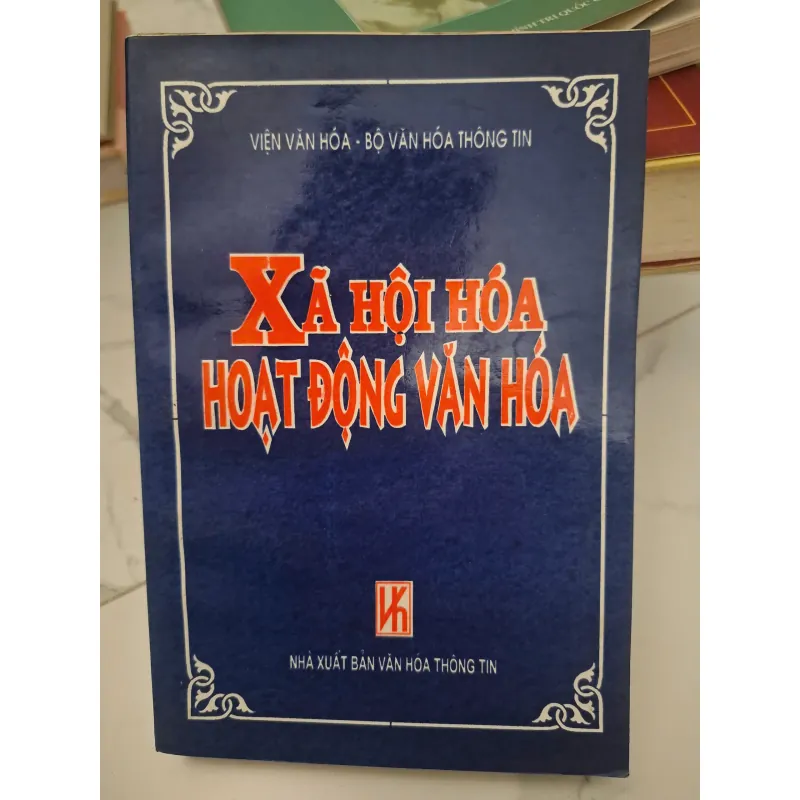 VIỆN VĂN HÓA - BỘ VĂN HÓA THÔNG TIN
XÃ HỘI HÓA
HOẠT ĐỘNG VĂN HÓA
VH
NHÀ XUẤT BẢN VĂN HÓA THÔNG TIN